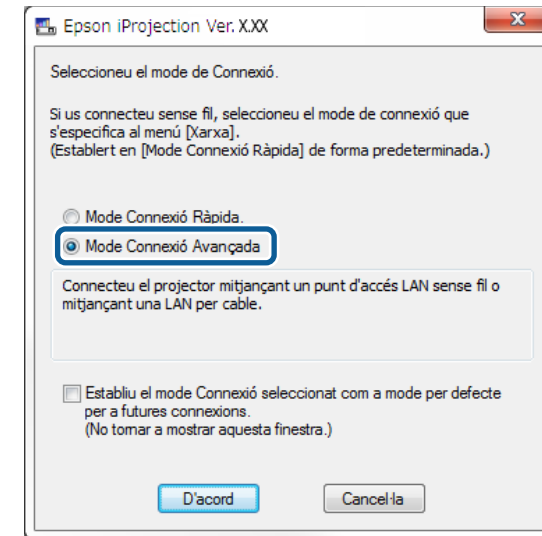 Epson iProjection Ver. X.XX
Seleccioneu el mode de Connexió.
Si us connecteu sense fil, seleccioneu el mode de connexió que
s'especifica al menú [Xarxa].
(Establert en [Mode Connexió Ràpida] de forma predeterminada.)
Mode Connexió Ràpida.
Mode Connexió Avançada
Connecteu el projector mitjançant un punt d'accés LAN sense fil o
mitjançant una LAN per cable.
Establiu el mode Connexió seleccionat com a mode per defecte
per a futures connexions.
(No tornar a mostrar aquesta finestra.)
D'acord
Cancel·la